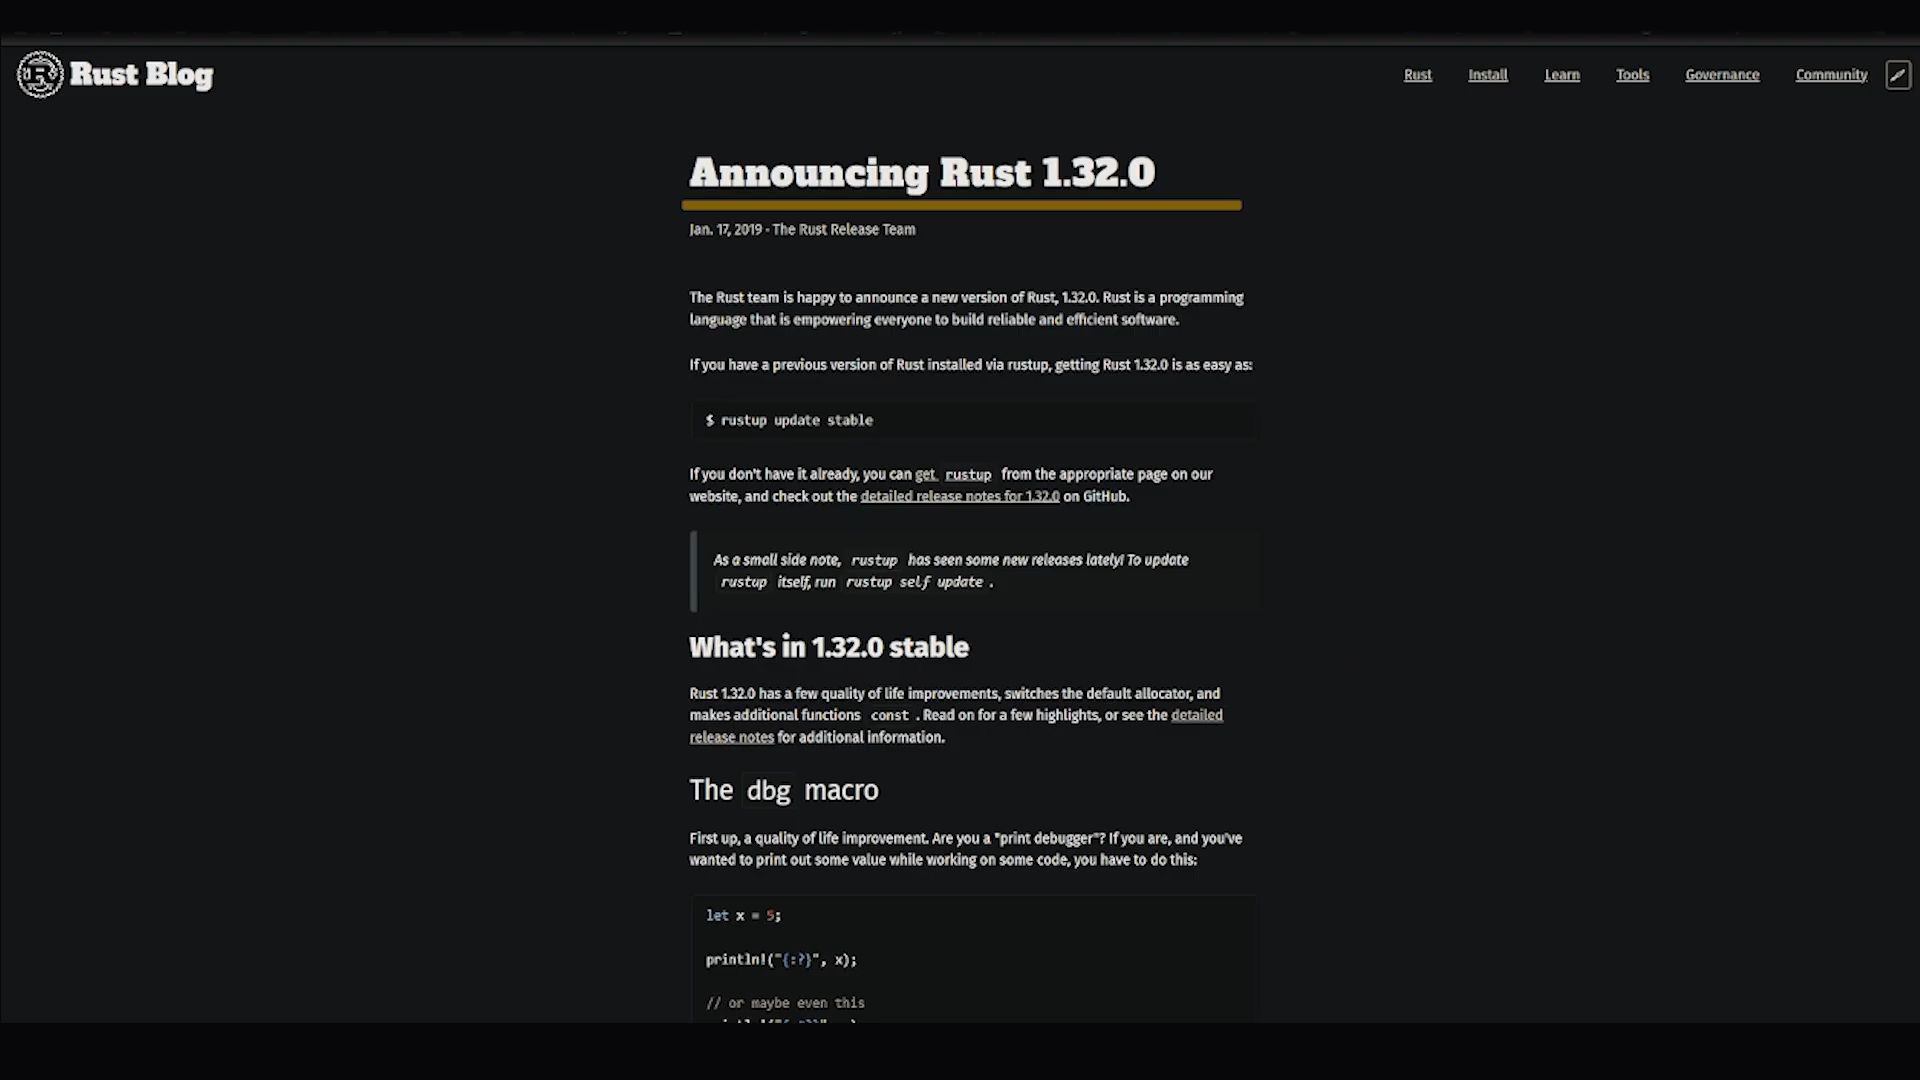 Rust Blog
Rust Install Learn Tools Governance Community
Announcing Rust 1.32.0
Jan. 17, 2019 - The Rust Release Team
The Rust team is happy to announce a new version of Rust, 1.32.0. Rust is a programming
language that is empowering everyone to build reliable and efficient software.
If you have a previous version of Rust installed via rustup, getting Rust 1.32.0 is as easy as:
$ rustup update stable
If you don't have it already, you can get rustup from the appropriate page on our
website, and check out the detailed release notes for 1.32.0 on GitHub.
As a small side note, rustup has seen some new releases lately! To update
rustup itself, run rustup self update .
What's in 1.32.0 stable
Rust 1.32.0 has a few quality of life improvements, switches the default allocator, and
makes additional functions const . Read on for a few highlights, or see the detailed
release notes for additional information.
The dbg macro
First up, a quality of life improvement. Are you a "print debugger"? If you are, and you've
wanted to print out some value while working on some code, you have to do this:
let x = 5;
println!("{:?}", x);
// or maybe even this